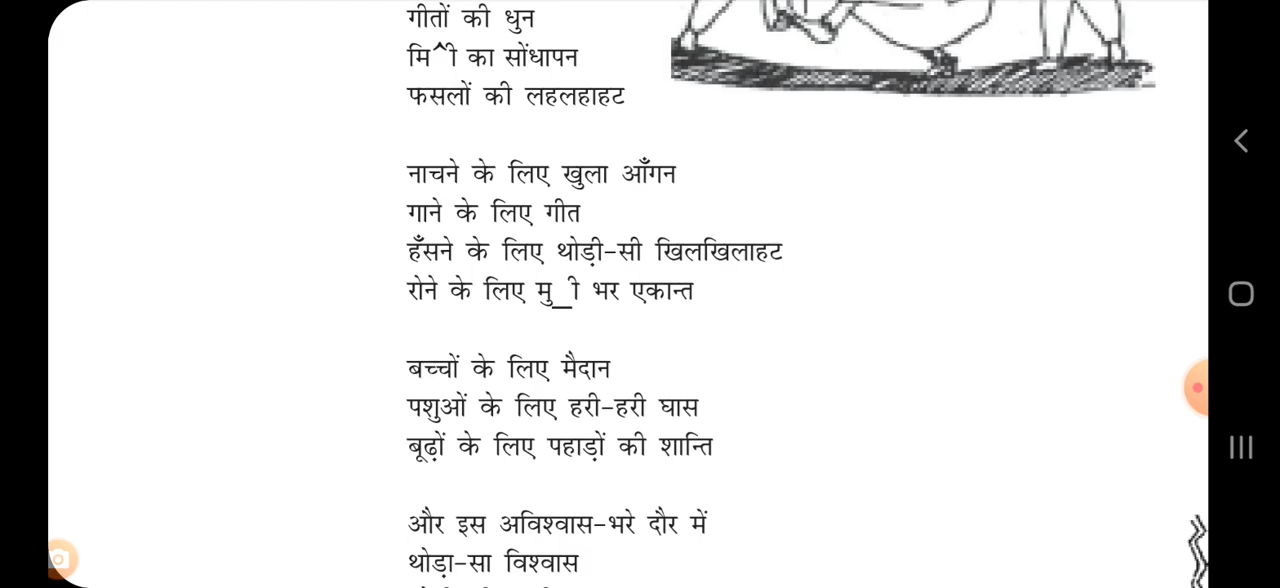 गीतों की धुन
मि^ी का सोंधापन
फसलों की लहलहाहट
नाचने के लिए खुला आँगन
गाने के लिए गीत
हँसने के लिए थोड़ी-सी खिलखिलाहट
रोने के लिए मु_ी भर एकान्त
बच्चों के लिए मैदान
पशुओं के लिए हरी-हरी घास
बूढ़ों के लिए पहाड़ों की शान्ति
और इस अविश्वास-भरे दौर में
थोड़ा-सा विश्वास